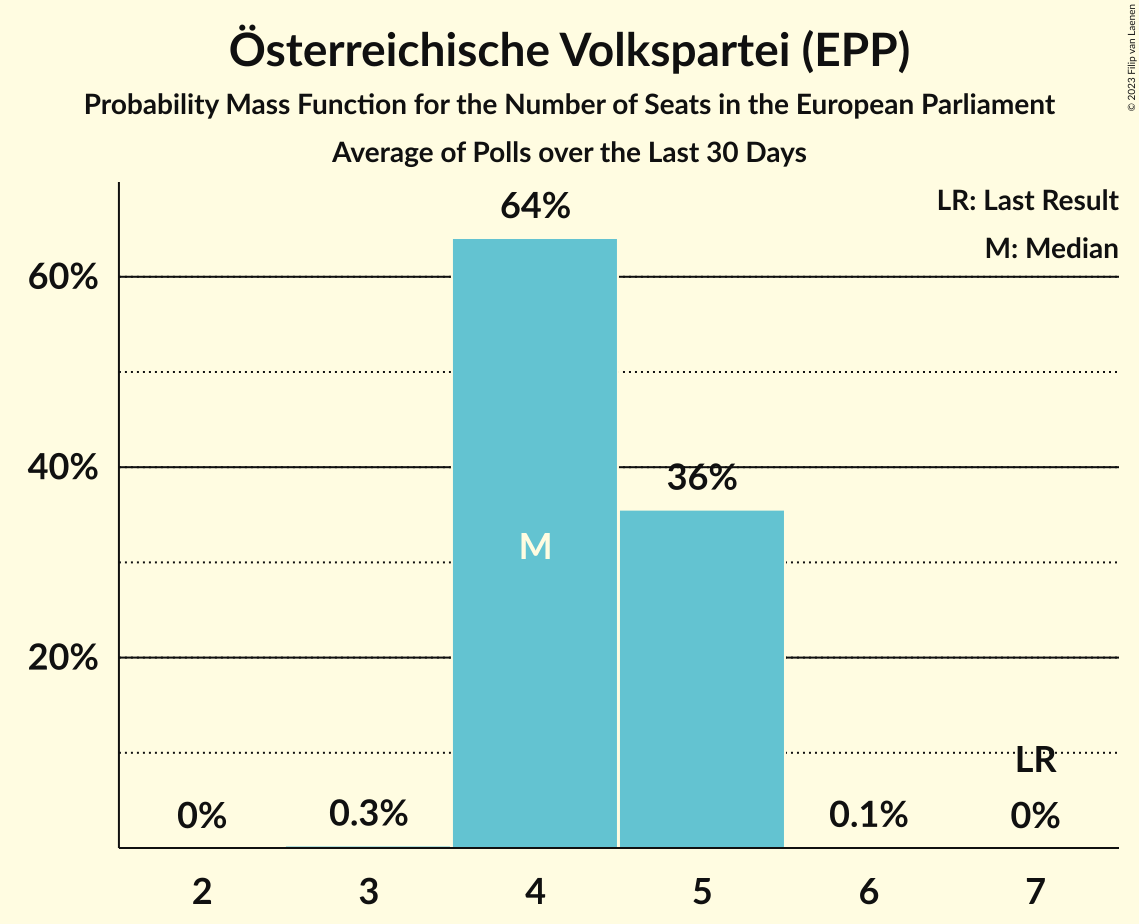 Österreichische Volkspartei (EPP)
Probability Mass Function for the Number of Seats in the European Parliament
Average of Polls over the Last 30 Days
© 2023 Filip van Laenen
LR: Last Result
M: Median
64%
60%
40%
36%
M
20%
LR
0%
0.3%
0.1%
0%
2
3
4
5
6
7